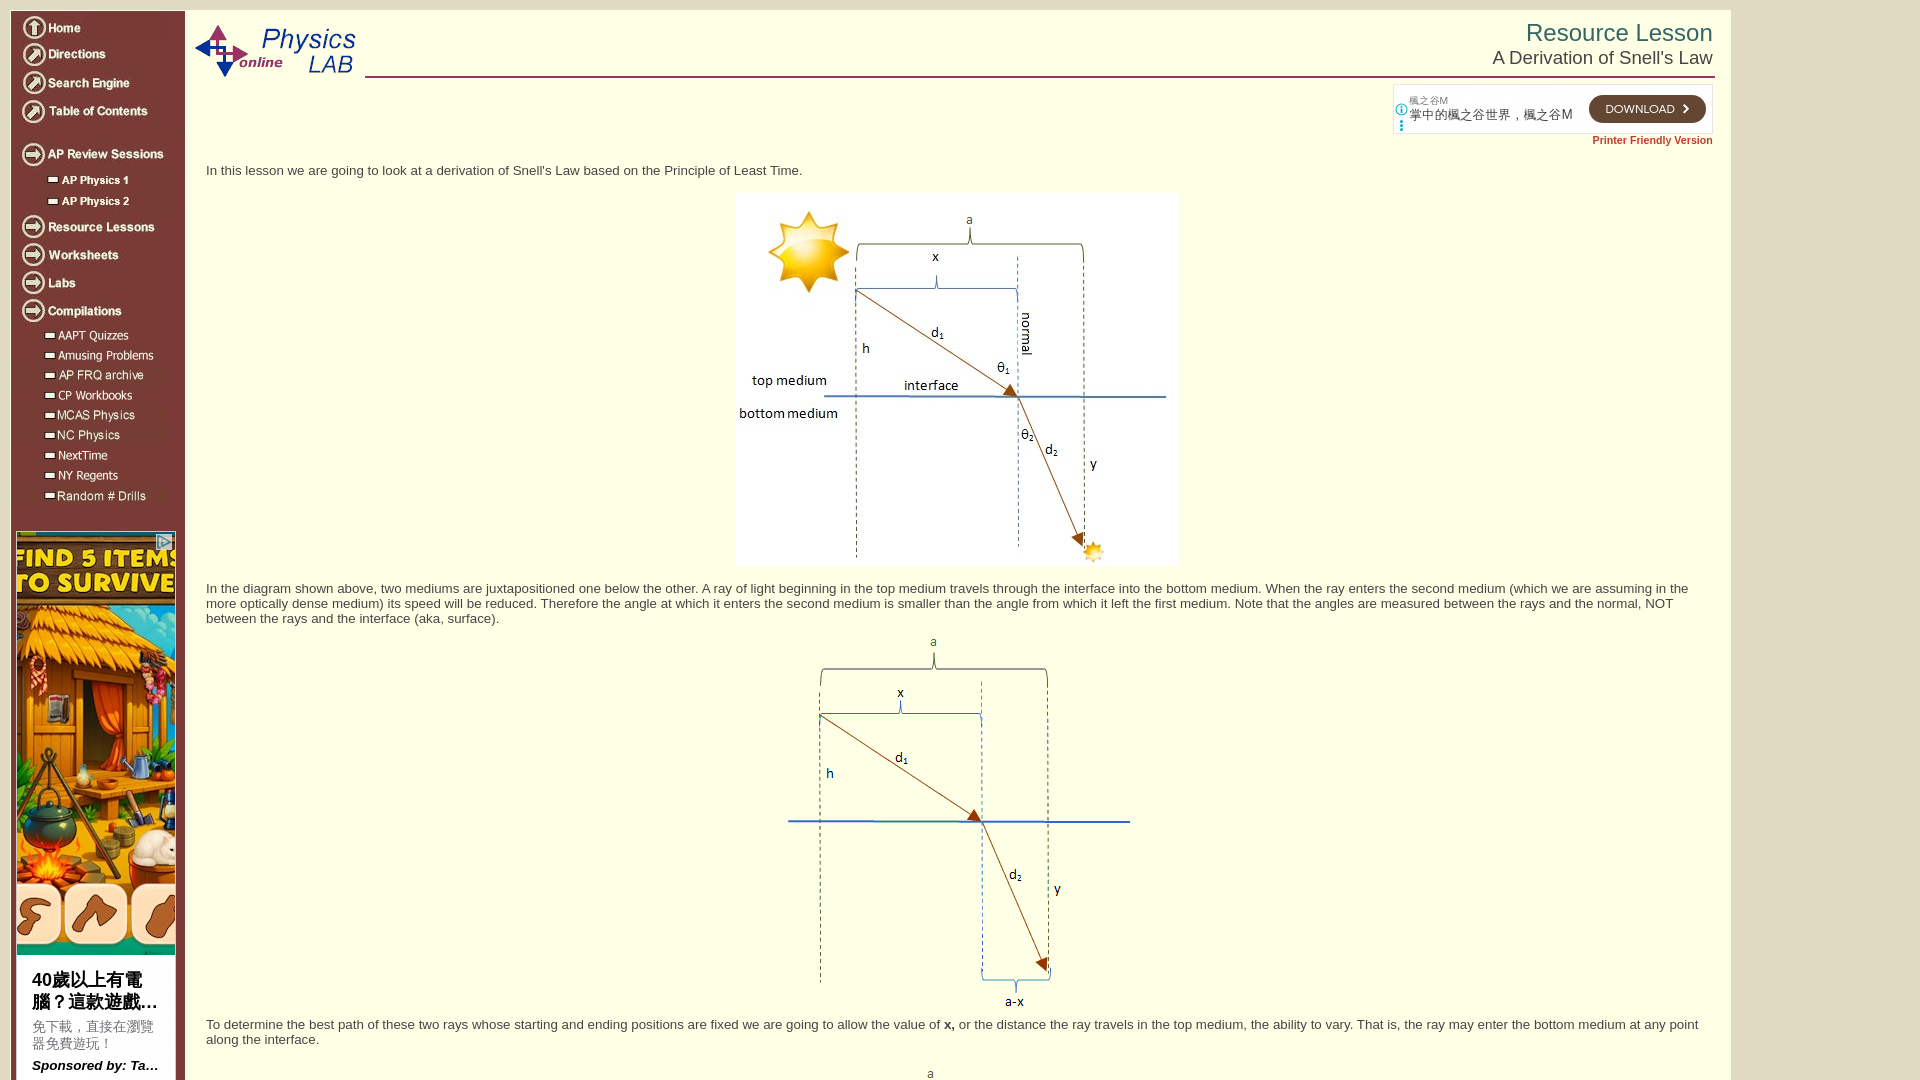 Home
Directions
Search Engine
Table of Contents
AP Review Sessions
AP Physics 1
AP Physics 2
Resource Lessons
Worksheets
Labs
Compilations
AAPT Quizzes
Amusing Problems
AP FRQ archive
CP Workbooks
MCAS Physics
NC Physics
NextTime
NY Regents
Random # Drills
FIND 5 ITEMS
TO SURVIVE
40歲以上有電
腦？這款遊戲…
免下載，直接在瀏覽
器免費遊玩！
Sponsored by: Ta…
Physics
online LAB
Resource Lesson
A Derivation of Snell's Law
楓之谷M
掌中的楓之谷世界，楓之谷M
DOWNLOAD
Printer Friendly Version
In this lesson we are going to look at a derivation of Snell's Law based on the Principle of Least Time.
a
x
normal
d1
h
θ1
top medium
interface
bottom medium
θ2
d2
y
In the diagram shown above, two mediums are juxtapositioned one below the other. A ray of light beginning in the top medium travels through the interface into the bottom medium. When the ray enters the second medium (which we are assuming in the
more optically dense medium) its speed will be reduced. Therefore the angle at which it enters the second medium is smaller than the angle from which it left the first medium. Note that the angles are measured between the rays and the normal, NOT
between the rays and the interface (aka, surface).
a
x
d1
h
d2
y
a-x
To determine the best path of these two rays whose starting and ending positions are fixed we are going to allow the value of x, or the distance the ray travels in the top medium, the ability to vary. That is, the ray may enter the bottom medium at any point
along the interface.
a